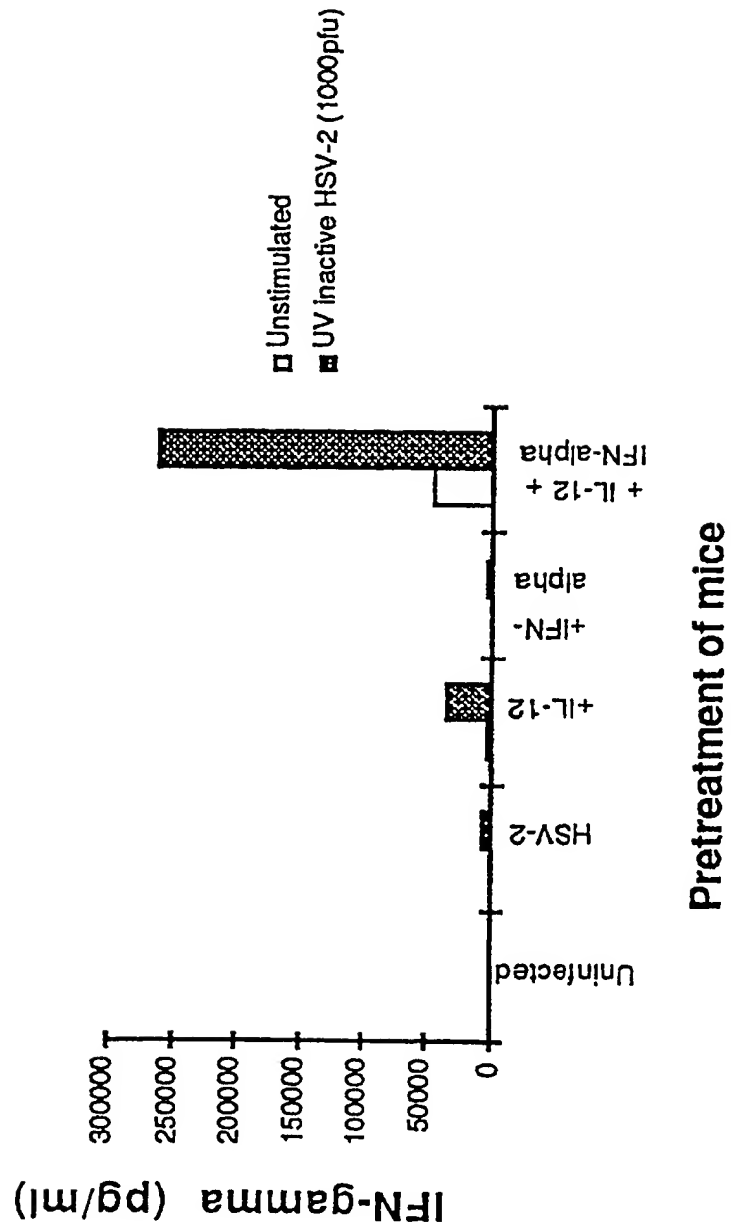 IFN-gamma (pg/ml)
300000
250000
200000
150000
100000
50000
0
Uninfected
HSV-2
+IL-12
+IFN-
alpha
+ IL-12 +
IFN-alpha
Pretreatment of mice
Unstimulated
UV inactive HSV-2 (1000pfu)